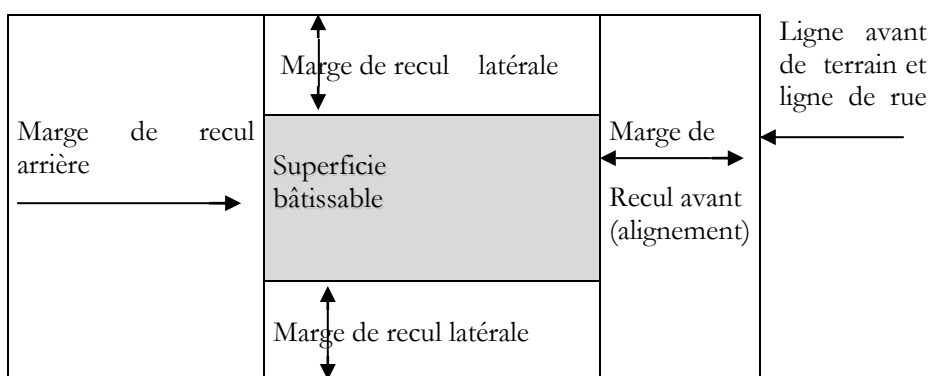 Marge de recul
arrière
Marge de recul latérale
Superficie
bâtissable
Marge de recul latérale
Marge de
Recul avant
(alignement)
Ligne avant
de terrain et
ligne de rue